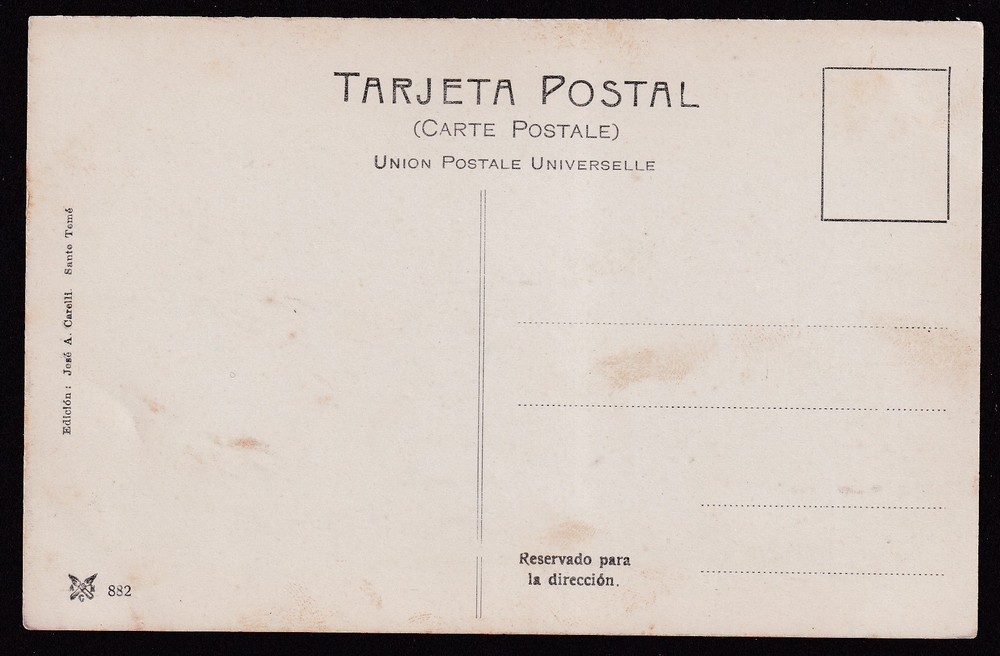 TARJETA POSTAL
(CARTE POSTALE)
UNION POSTALE UNIVERSELLE
Edición: José A. Carelli. Santo Tomé
Reservado para
la dirección.
882